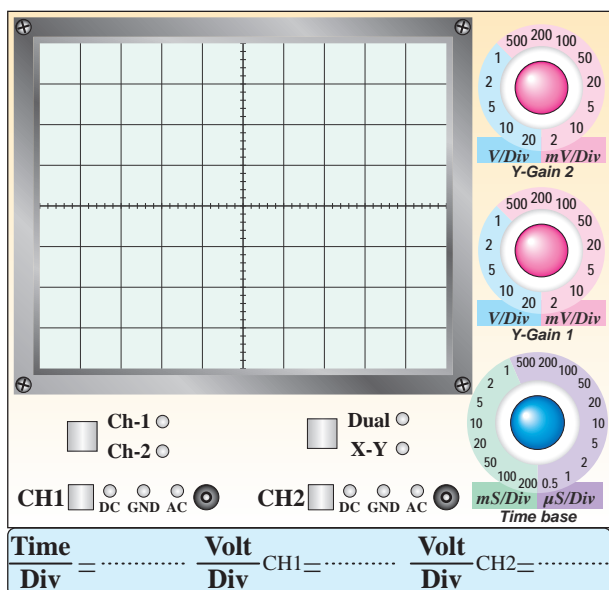 500 200 100
1 50
2 20
5 5
10 10
20 2
V/Div mV/Div
Y-Gain 2
500 200 100
1 50
2 20
5 5
10 10
20 2
V/Div mV/Div
Y-Gain 1
1 500 200 100
2 50
5 20
10 10
20 5
50 2
100 200 0.5 1
mS/Div µS/Div
Time base
Ch-1
Ch-2
Dual
X-Y
CH1 DC GND AC
CH2 DC GND AC
Time/Div = ............ Volt/Div CH1= ............ Volt/Div CH2= ............